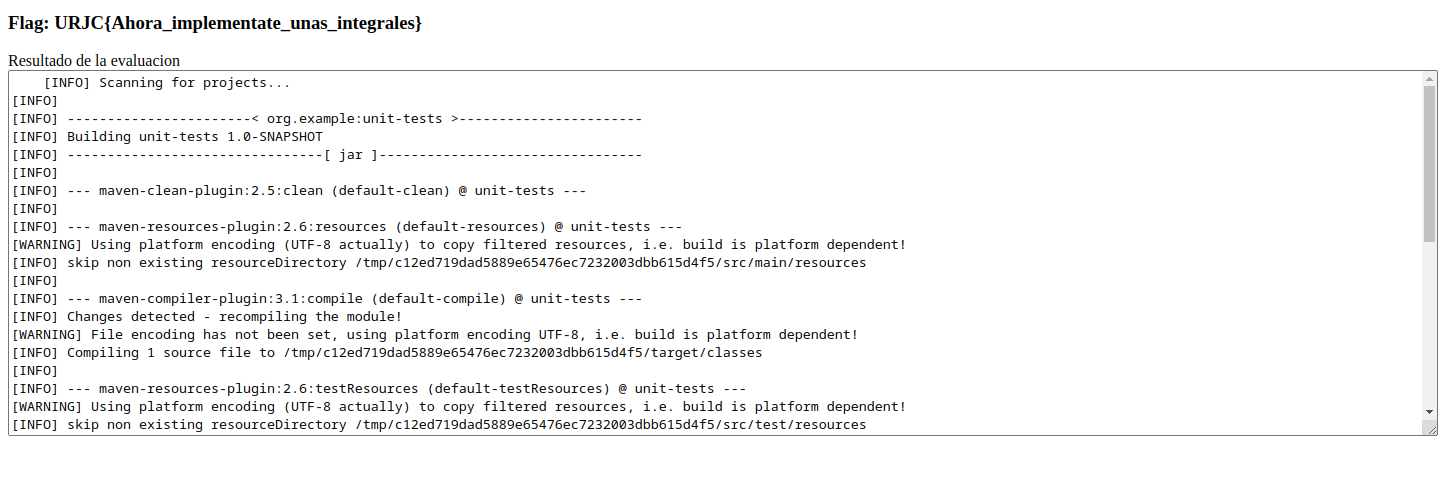 Flag: URJC{Ahora_implementate_unas_integrales}
Resultado de la evaluacion
[INFO] Scanning for projects...
[INFO]
[INFO] -----------------------< org.example:unit-tests >-----------------------
[INFO] Building unit-tests 1.0-SNAPSHOT
[INFO] --------------------------------[ jar ]---------------------------------
[INFO]
[INFO] --- maven-clean-plugin:2.5:clean (default-clean) @ unit-tests ---
[INFO]
[INFO] --- maven-resources-plugin:2.6:resources (default-resources) @ unit-tests ---
[WARNING] Using platform encoding (UTF-8 actually) to copy filtered resources, i.e. build is platform dependent!
[INFO] skip non existing resourceDirectory /tmp/c12ed719dad5889e65476ec7232003dbb615d4f5/src/main/resources
[INFO]
[INFO] --- maven-compiler-plugin:3.1:compile (default-compile) @ unit-tests ---
[INFO] Changes detected - recompiling the module!
[WARNING] File encoding has not been set, using platform encoding UTF-8, i.e. build is platform dependent!
[INFO] Compiling 1 source file to /tmp/c12ed719dad5889e65476ec7232003dbb615d4f5/target/classes
[INFO]
[INFO] --- maven-resources-plugin:2.6:testResources (default-testResources) @ unit-tests ---
[WARNING] Using platform encoding (UTF-8 actually) to copy filtered resources, i.e. build is platform dependent!
[INFO] skip non existing resourceDirectory /tmp/c12ed719dad5889e65476ec7232003dbb615d4f5/src/test/resources